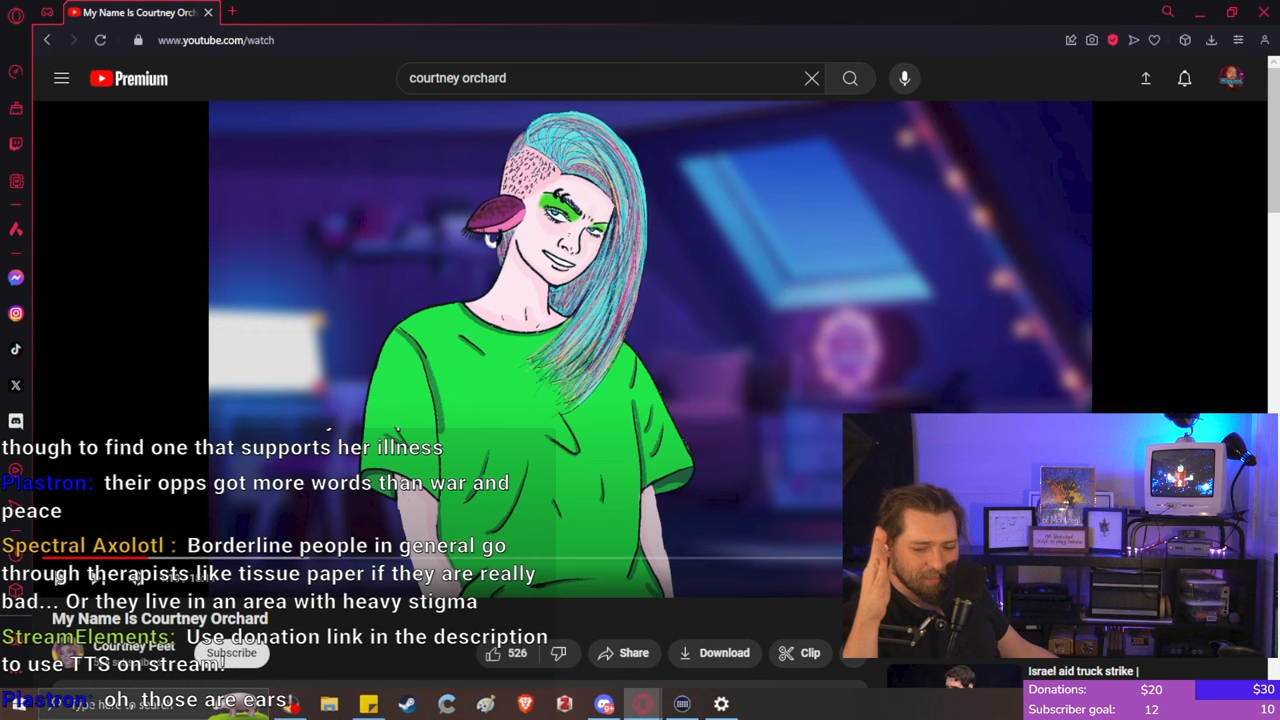 My Name Is Courtney Orch
www.youtube.com/watch
Premium
courtney orchard
though to find one that supports her illness
Plastron: their opps got more words than war and
peace
Spectral Axolotl : Borderline people in general go
through therapists like tissue paper if they are really
bad... Or they live in an area with heavy stigma
My Name Is Courtney Orchard
StreamElements: Use donation link in the description
to use TTS on stream!
Courtney Peet
Subscribe
526
Share
Download
Clip
Plastron: oh, those are ears!
Type here to search
Israel aid truck strike |
Donations: $20 $30
Subscriber goal: 12 10